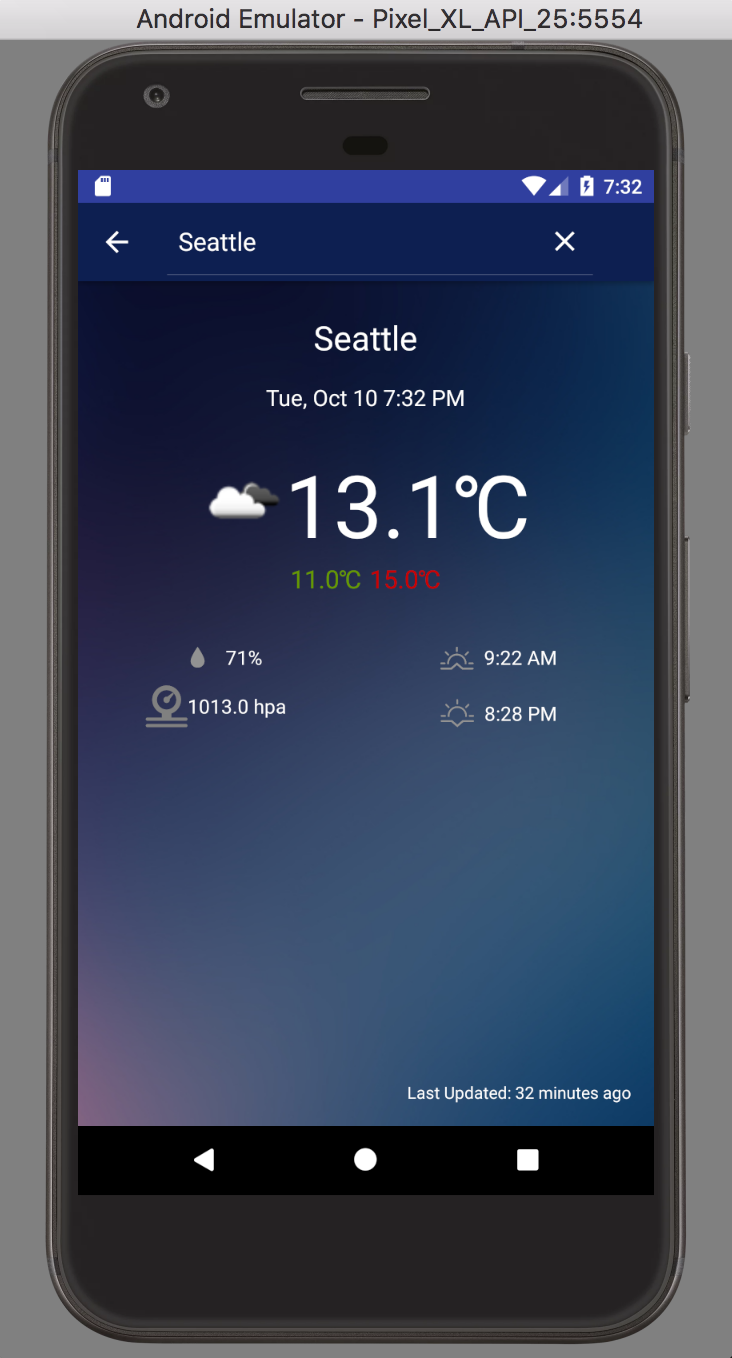 Android Emulator - Pixel_XL_API_25:5554
7:32
Seattle
Seattle
Tue, Oct 10 7:32 PM
13.1℃
11.0℃ 15.0℃
71%
9:22 AM
1013.0 hpa
8:28 PM
Last Updated: 32 minutes ago